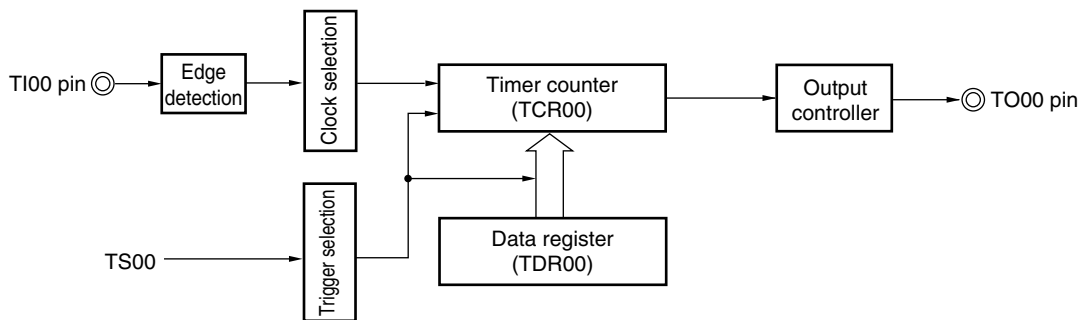 TI00 pin
Edge
detection
Clock selection
Timer counter
(TCR00)
Output
controller
TO00 pin
TS00
Trigger selection
Data register
(TDR00)